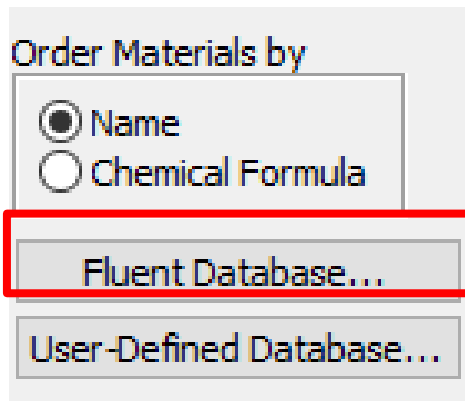 Order Materials by
Name
Chemical Formula
Fluent Database...
User-Defined Database...